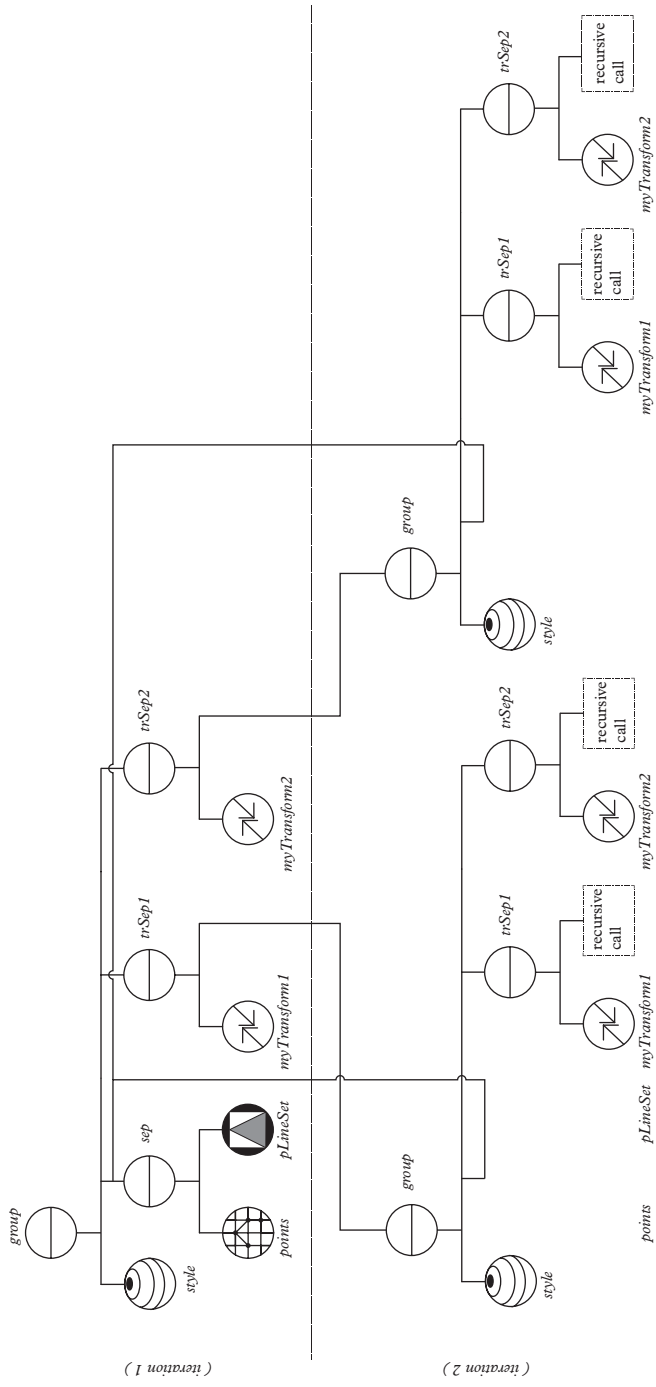 group
( iteration 1 )
style
sep
trSep1
trSep2
points
pLineSet
myTransform1
myTransform2
( iteration 2 )
group
group
style
trSep1
trSep2
style
trSep1
trSep2
recursive
call
recursive
call
recursive
call
recursive
call
points
pLineSet
myTransform1
myTransform2
myTransform1
myTransform2